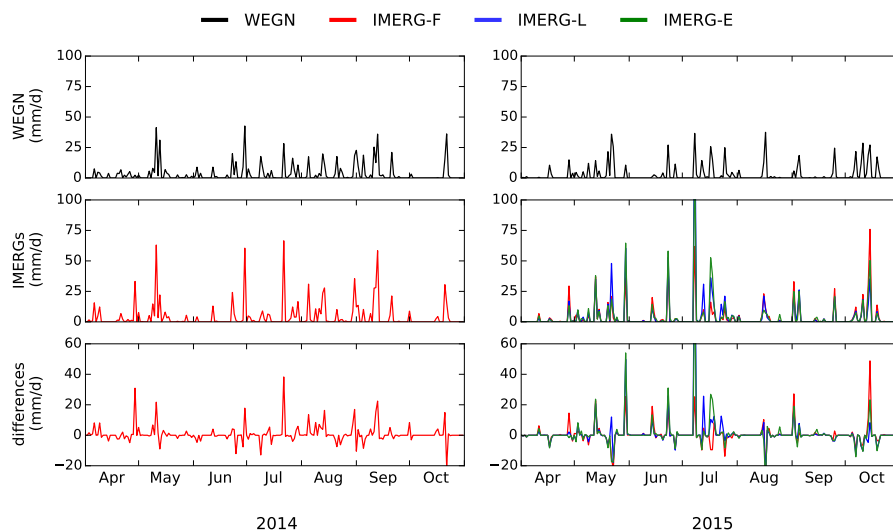 WEGN IMERG-F IMERG-L IMERG-E
100 100
75 75
50 50
25 25
0 0
WEGN
(mm/d)
100 100
75 75
50 50
25 25
0 0
IMERGs
(mm/d)
60 60
40 40
20 20
0 0
−20 −20
differences
(mm/d)
Apr May Jun Jul Aug Sep Oct Apr May Jun Jul Aug Sep Oct
2014 2015